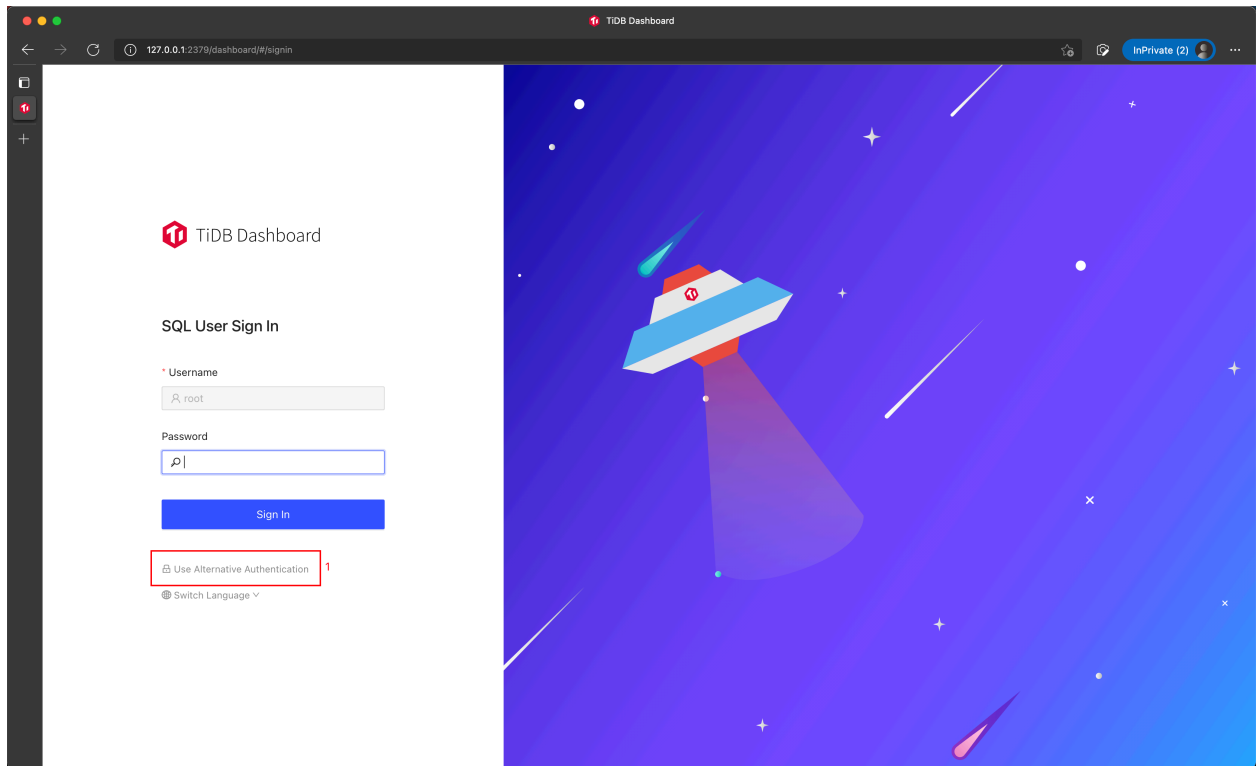 TiDB Dashboard
127.0.0.1:2379/dashboard/#/signin
InPrivate (2)
TiDB Dashboard
SQL User Sign In
* Username
root
Password
Sign In
Use Alternative Authentication 1
Switch Language